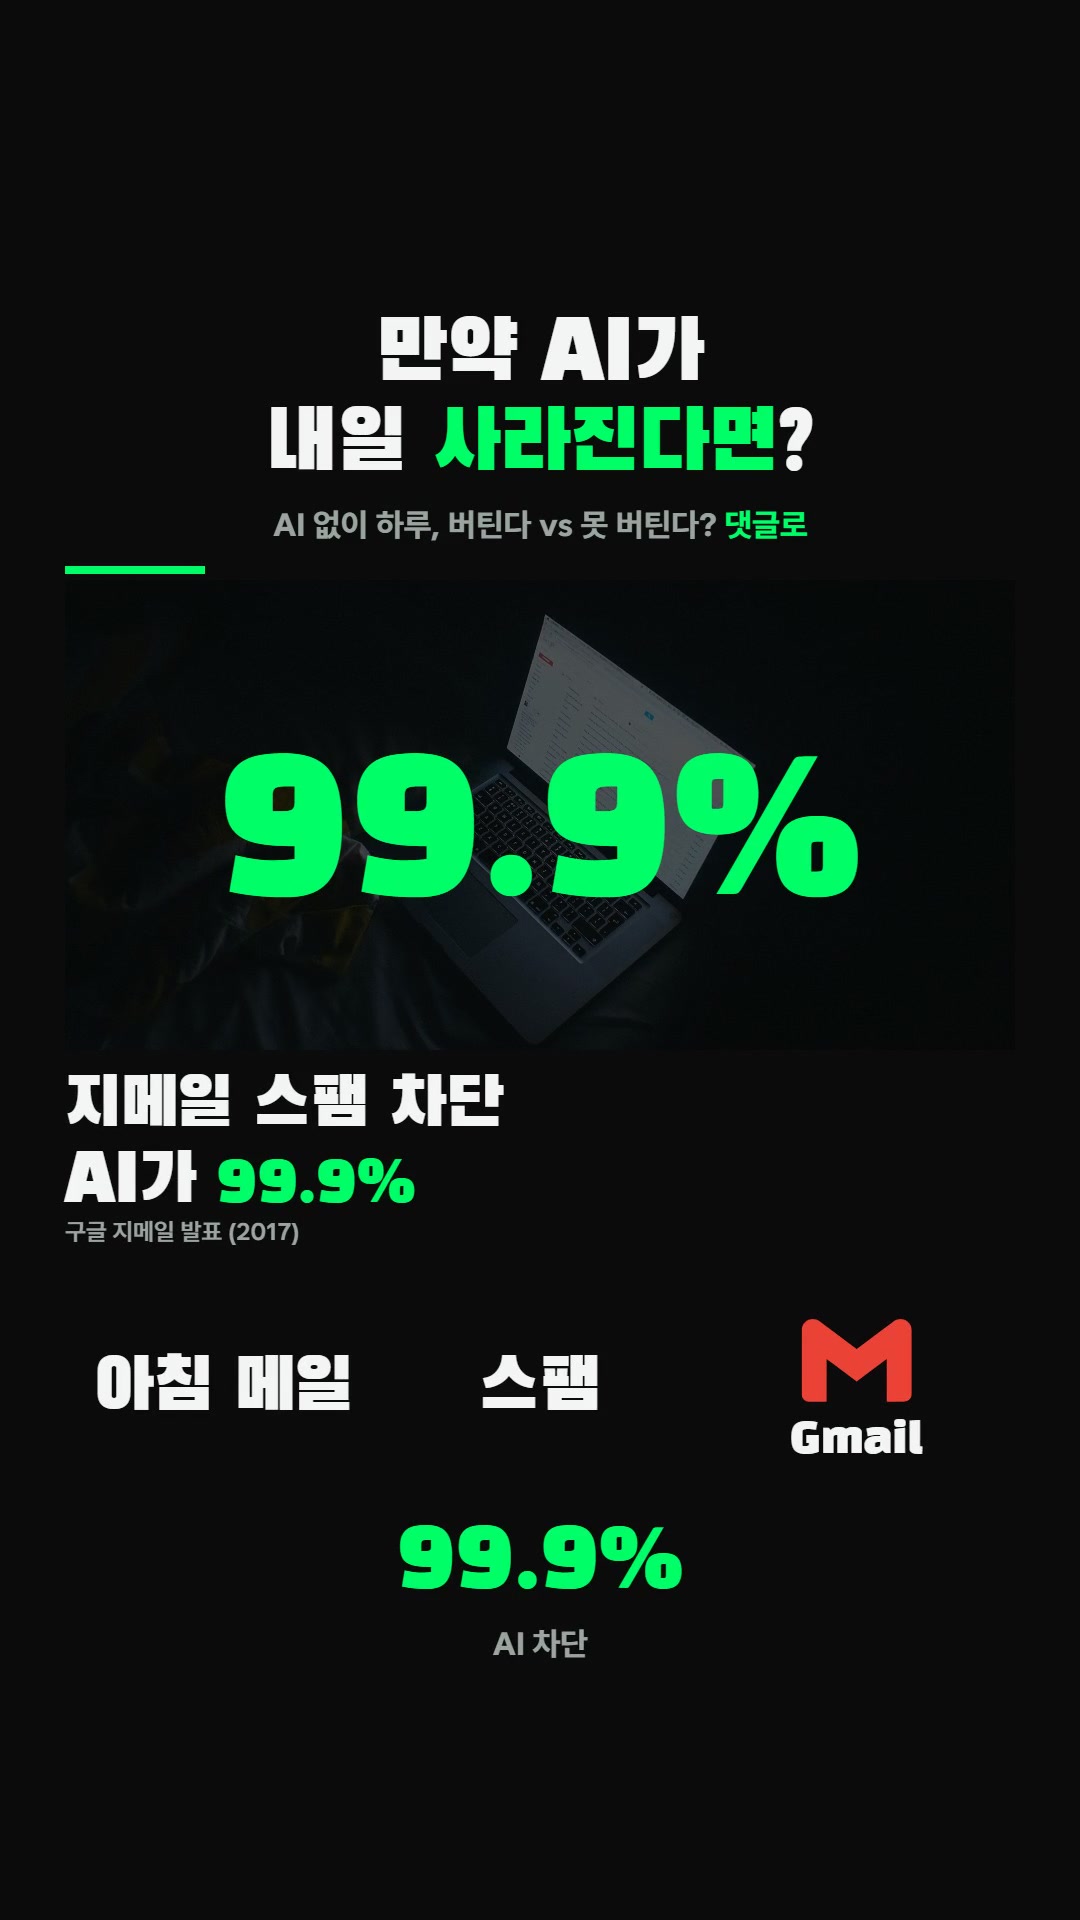 만약 AI가
내일 사라진다면?
AI 없이 하루, 버틴다 vs 못 버틴다? 댓글로
99.9%
지메일 스팸 차단
AI가 99.9%
구글 지메일 발표 (2017)
아침 메일
스팸
Gmail
99.9%
AI 차단